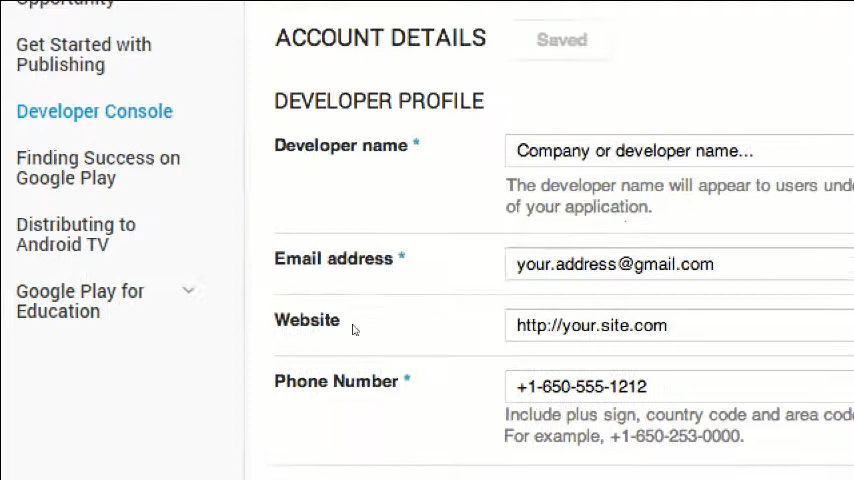 Opportunity
Get Started with
Publishing
Developer Console
Finding Success on
Google Play
Distributing to
Android TV
Google Play for
Education
ACCOUNT DETAILS
Saved
DEVELOPER PROFILE
Developer name *
Company or developer name...
The developer name will appear to users
of your application.
Email address *
your.address@gmail.com
Website
http://your.site.com
Phone Number *
+1-650-555-1212
Include plus sign, country code and area
For example, +1-650-253-0000.